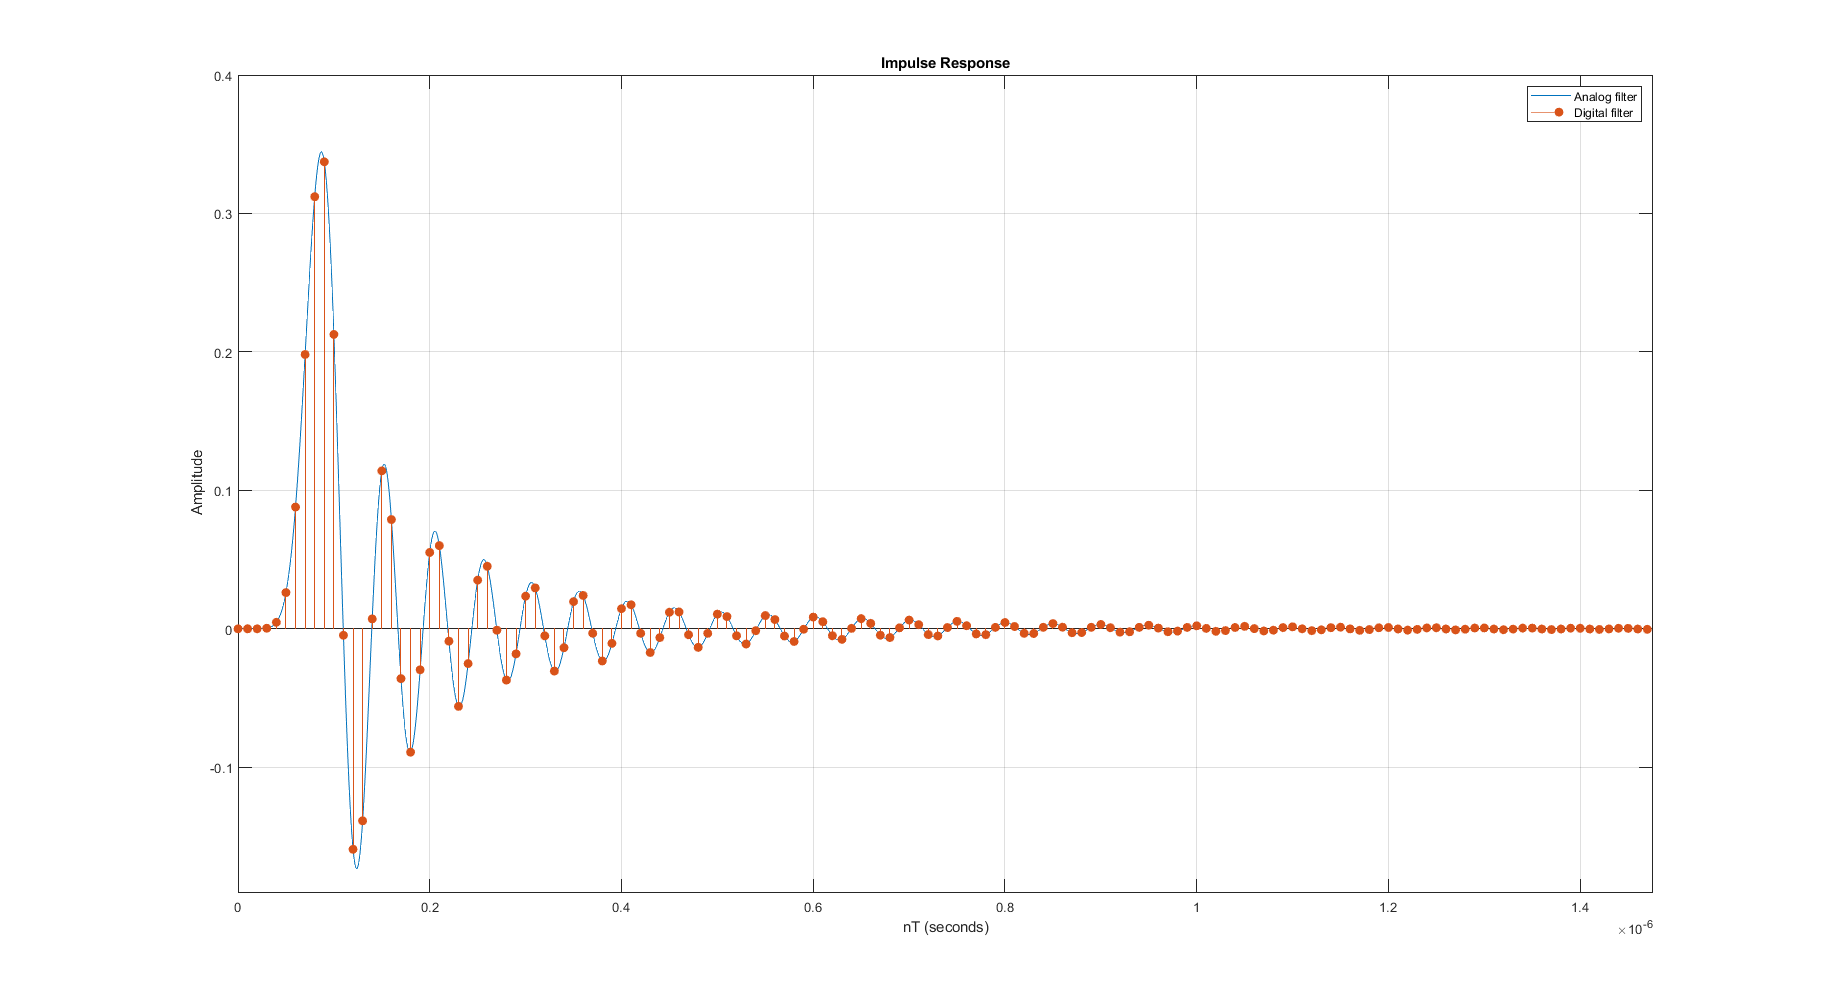 Impulse Response
Analog filter
Digital filter
0.4
0.3
0.2
0.1
0
-0.1
Amplitude
0 0.2 0.4 0.6 0.8 1 1.2 1.4
nT (seconds)
×10-6